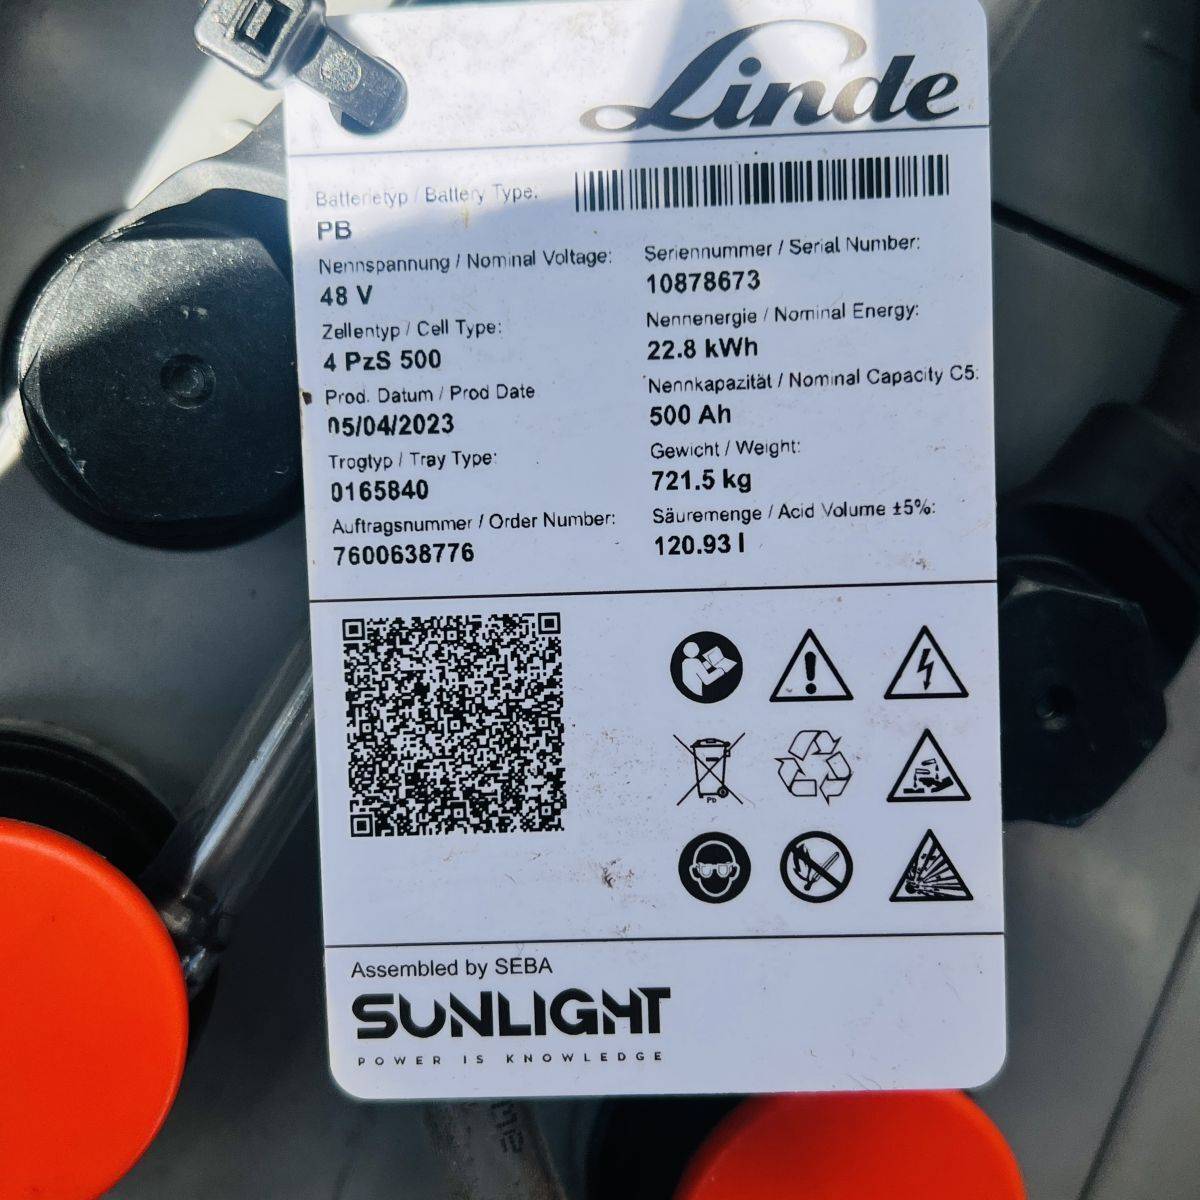 Linde
Batterietyp / Battery Type:
PB
Nennspannung / Nominal Voltage:
48 V
Zellentyp / Cell Type:
4 PzS 500
Prod. Datum / Prod Date
05/04/2023
Trogtyp / Tray Type:
0165840
Auftragsnummer / Order Number:
7600638776
Seriennummer / Serial Number:
10878673
Nennenergie / Nominal Energy:
22.8 kWh
Nennkapazität / Nominal Capacity C5:
500 Ah
Gewicht / Weight:
721.5 kg
Säuremenge / Acid Volume ±5%:
120.93 l
Pb
Assembled by SEBA
SUNLIGHT
POWER IS KNOWLEDGE
M12